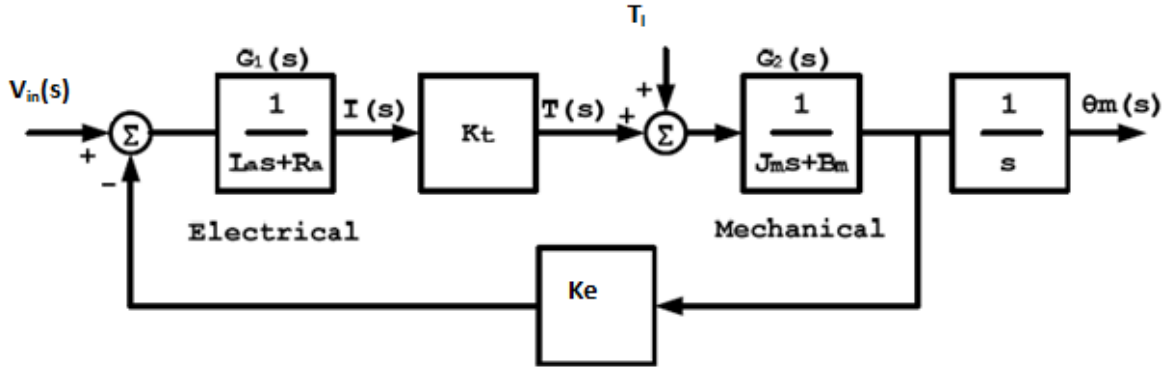 Tₗ
G₁(s)
G₂(s)
Vᵢₙ(s)
+
Σ
+
−
1
Lₐs+Rₐ
I(s)
Kt
T(s)
+
Σ
1
Jₘs+Bₘ
1
s
θm(s)
Electrical
Mechanical
Ke